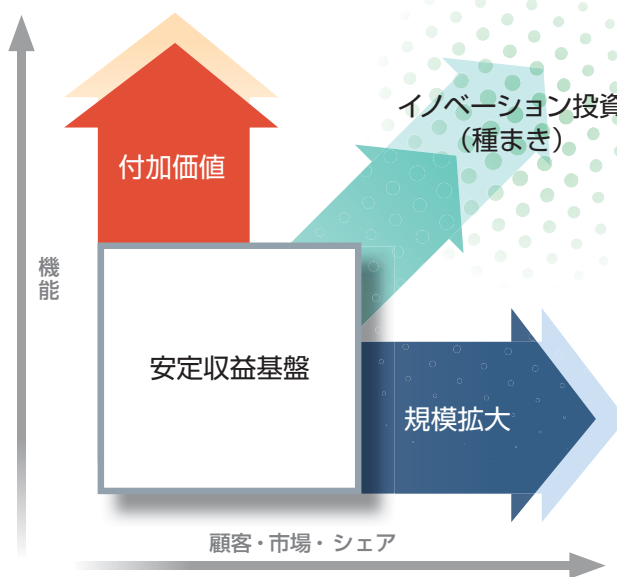 イノベーション投資
（種まき）
付加価値
機能
安定収益基盤
規模拡大
顧客・市場・シェア